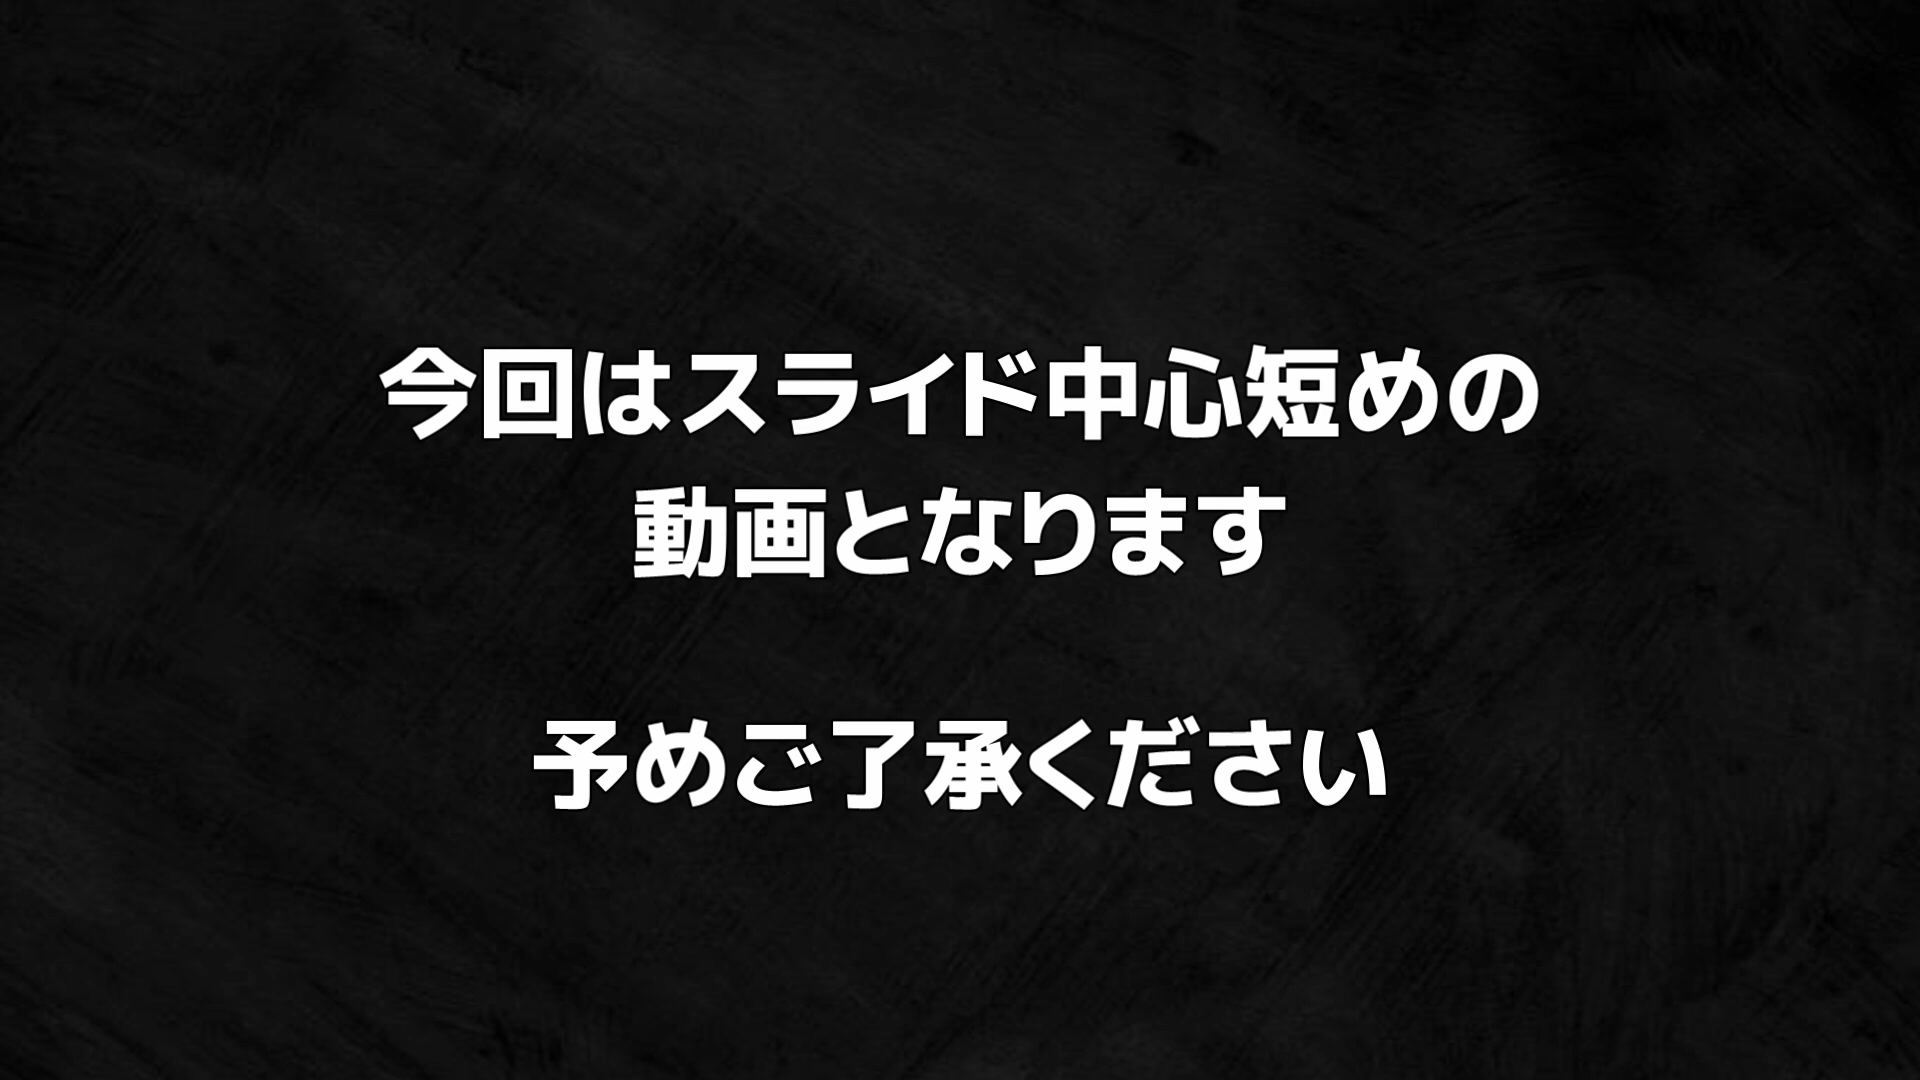 今回はスライド中心短めの
動画となります
予めご了承ください